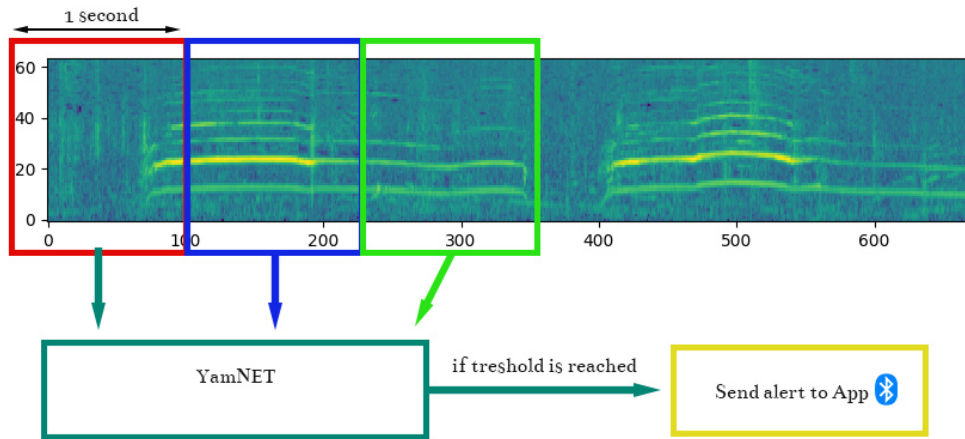 1 second
60
40
20
0
0 100 200 300 400 500 600
YamNET
if treshold is reached
Send alert to App